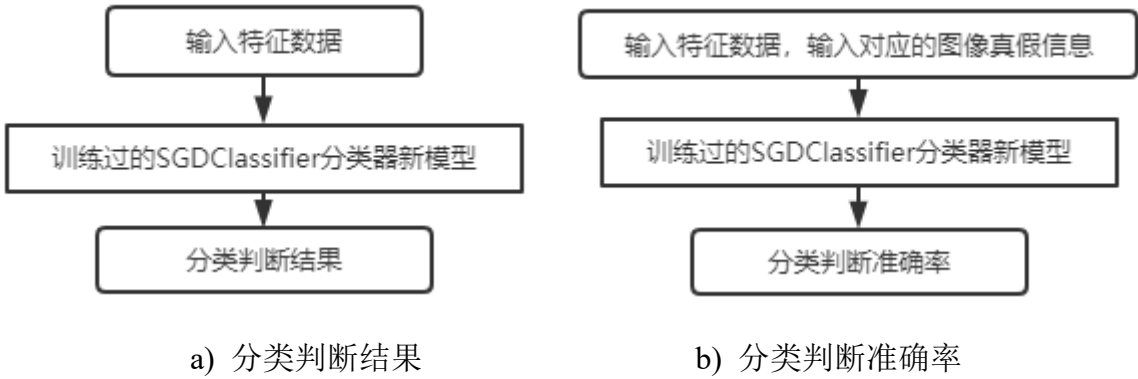 输入特征数据
训练过的SGDClassifier分类器新模型
分类判断结果
a) 分类判断结果
输入特征数据，输入对应的图像真假信息
训练过的SGDClassifier分类器新模型
分类判断准确率
b) 分类判断准确率